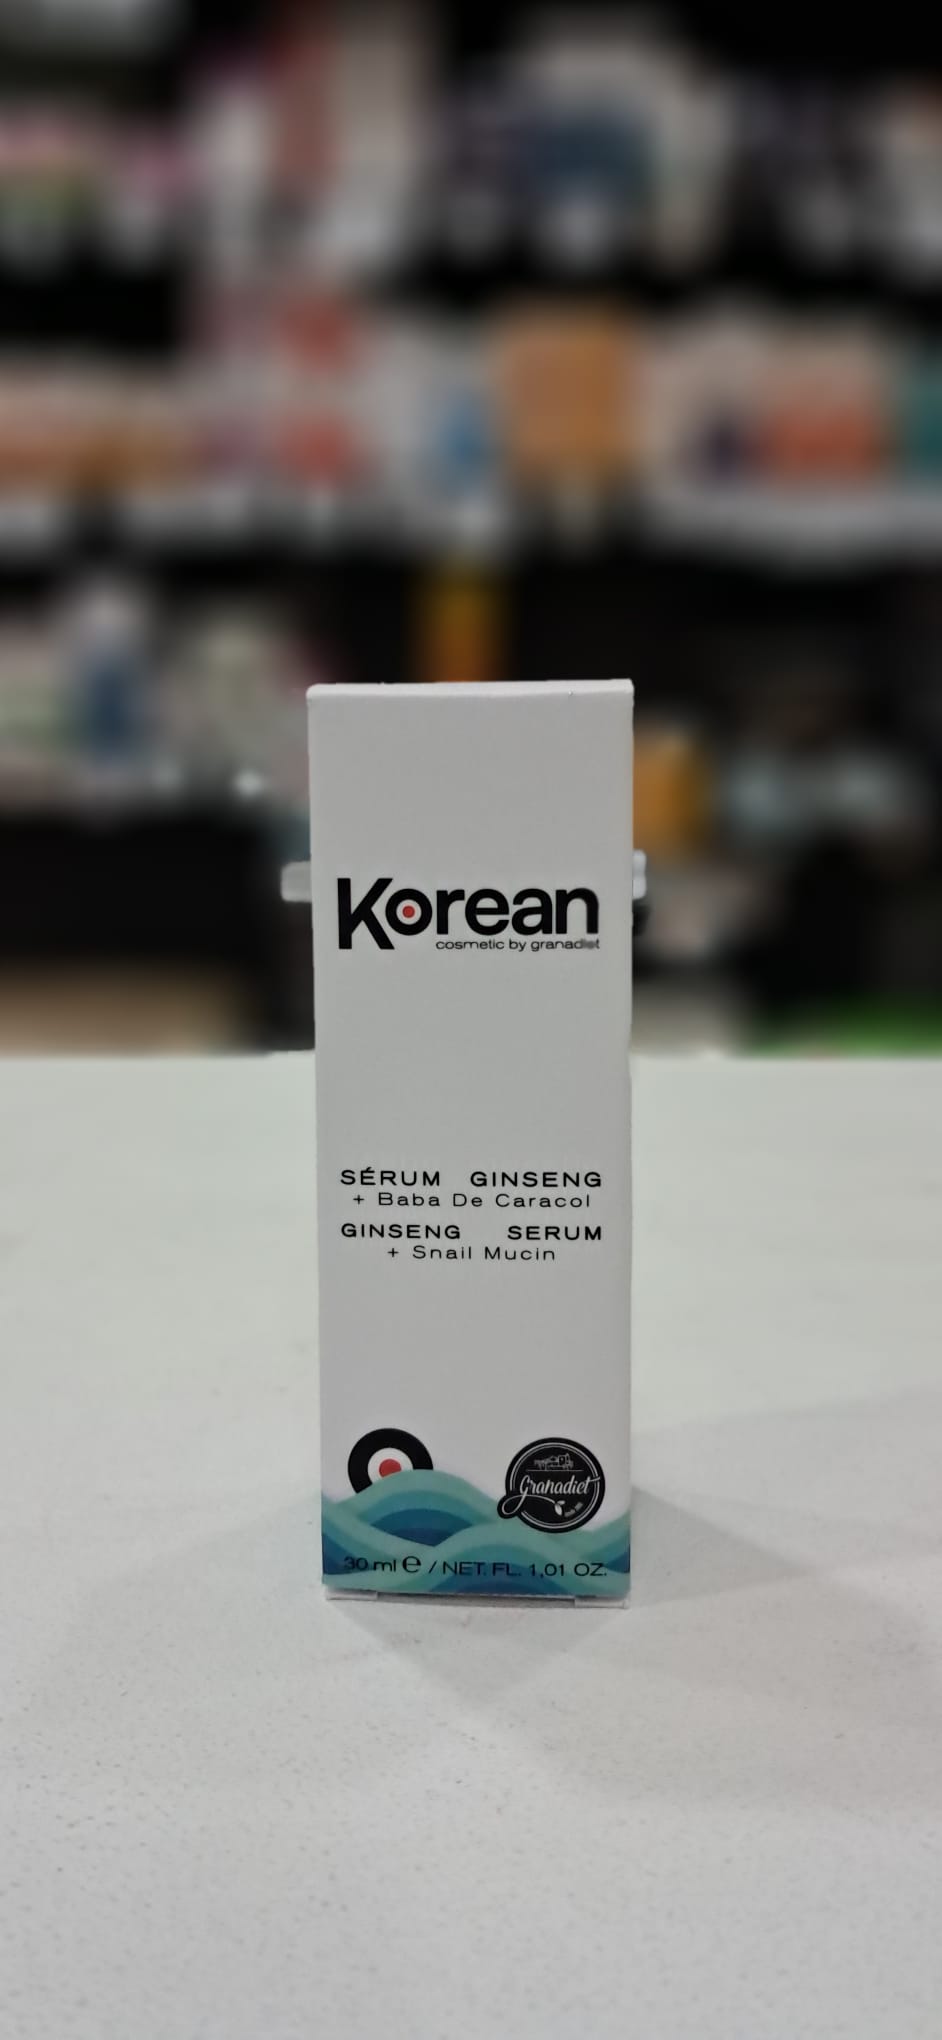 Korean
cosmetic by granadiet
SÉRUM GINSENG
+ Baba De Caracol
GINSENG SERUM
+ Snail Mucin
Granadiet
30 ml ℮ / NET. FL. 1,01 OZ.